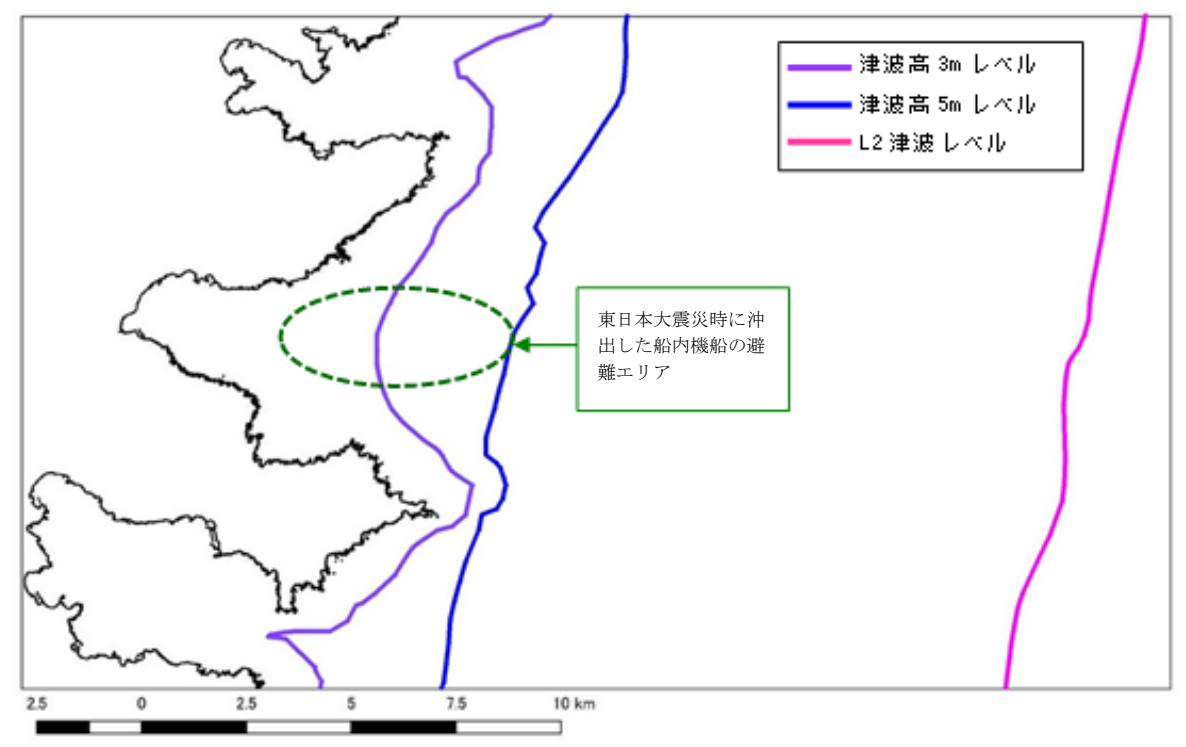 津波高 3m レベル
津波高 5m レベル
L2 津波レベル
東日本大震災時に沖
出した船内機船の避
難エリア
2.5 0 2.5 5 7.5 10 km